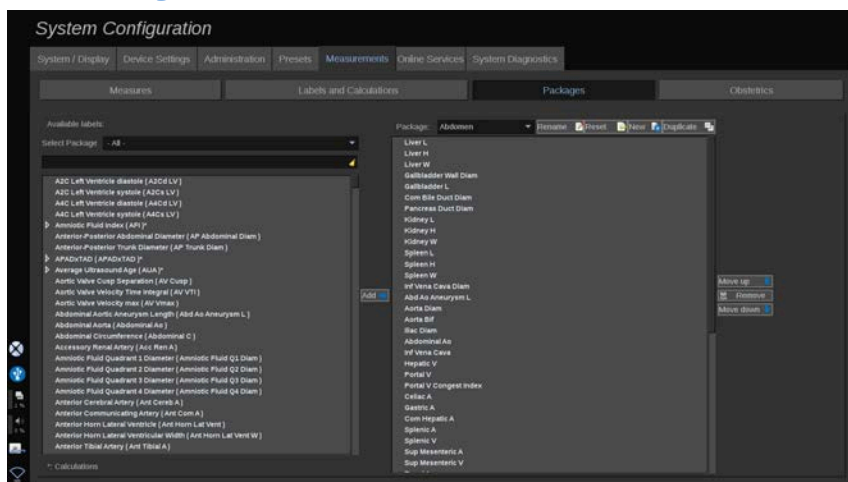 System Configuration
System / Display Device Settings Administration Presets Measurements Online Services System Diagnostics
Measures Labels and Calculations Packages Obstetrics
Available labels:
Select Package - All -
A2C Left Ventricle diastole ( A2Cd LV )
A2C Left Ventricle systole ( A2Cs LV )
A4C Left Ventricle diastole ( A4Cd LV )
A4C Left Ventricle systole ( A4Cs LV )
Amniotic Fluid Index ( AFI )*
Anterior-Posterior Abdominal Diameter ( AP Abdominal Diam )
Anterior-Posterior Trunk Diameter ( AP Trunk Diam )
APADxTAD ( APADxTAD )*
Average Ultrasound Age ( AUA )*
Aortic Valve Cusp Separation ( AV Cusp )
Aortic Valve Velocity Time Integral ( AV VTI )
Aortic Valve Velocity max ( AV Vmax )
Abdominal Aortic Aneurysm Length ( Abd Ao Aneurysm L )
Abdominal Aorta ( Abdominal Ao )
Abdominal Circumference ( Abdominal C )
Accessory Renal Artery ( Acc Ren A )
Amniotic Fluid Quadrant 1 Diameter ( Amniotic Fluid Q1 Diam )
Amniotic Fluid Quadrant 2 Diameter ( Amniotic Fluid Q2 Diam )
Amniotic Fluid Quadrant 3 Diameter ( Amniotic Fluid Q3 Diam )
Amniotic Fluid Quadrant 4 Diameter ( Amniotic Fluid Q4 Diam )
Anterior Cerebral Artery ( Ant Cereb A )
Anterior Communicating Artery ( Ant Com A )
Anterior Horn Lateral Ventricle ( Ant Horn Lat Vent )
Anterior Horn Lateral Ventricular Width ( Ant Horn Lat Vent W )
Anterior Tibial Artery ( Ant Tibial A )
*: Calculations
Add
Package: Abdomen Rename Reset New Duplicate
Liver L
Liver H
Liver W
Gallbladder Wall Diam
Gallbladder L
Com Bile Duct Diam
Pancreas Duct Diam
Kidney L
Kidney H
Kidney W
Spleen L
Spleen H
Spleen W
Inf Vena Cava Diam
Abd Ao Aneurysm L
Aorta Diam
Aorta Bif
Iliac Diam
Abdominal Ao
Inf Vena Cava
Hepatic V
Portal V
Portal V Congest Index
Celiac A
Gastric A
Com Hepatic A
Splenic A
Splenic V
Sup Mesenteric A
Sup Mesenteric V
Move up
Remove
Move down